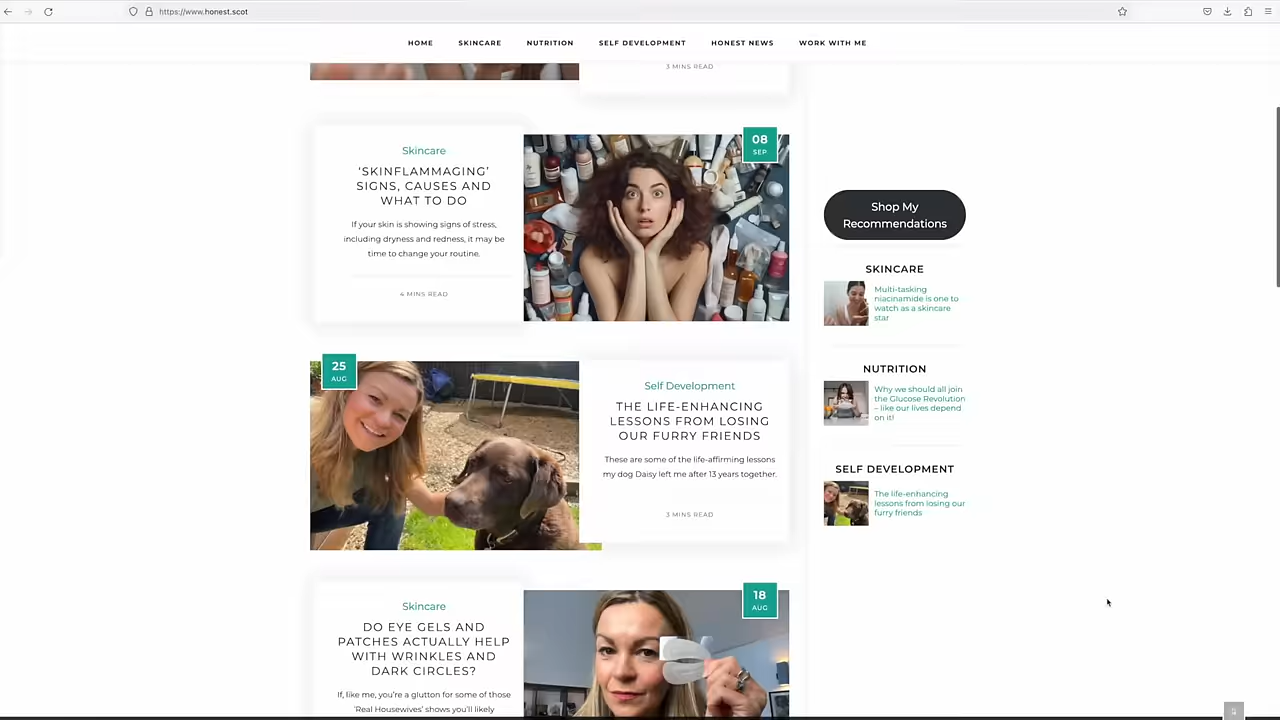 https://www.honest.scot
HOME SKINCARE NUTRITION SELF DEVELOPMENT HONEST NEWS WORK WITH ME
3 MINS READ
Skincare
‘SKINFLAMMAGING’
SIGNS, CAUSES AND
WHAT TO DO
If your skin is showing signs of stress,
including dryness and redness, it may be
time to change your routine.
4 MINS READ
08
SEP
25
AUG
Self Development
THE LIFE-ENHANCING
LESSONS FROM LOSING
OUR FURRY FRIENDS
These are some of the life-affirming lessons
my dog Daisy left me after 13 years together.
3 MINS READ
Skincare
DO EYE GELS AND
PATCHES ACTUALLY HELP
WITH WRINKLES AND
DARK CIRCLES?
If, like me, you’re a glutton for some of those
‘Real Housewives’ shows you’ll likely
18
AUG
Shop My
Recommendations
SKINCARE
Multi-tasking
niacinamide is one to
watch as a skincare
star
NUTRITION
Why we should all join
the Glucose Revolution
– like our lives depend
on it!
SELF DEVELOPMENT
The life-enhancing
lessons from losing our
furry friends